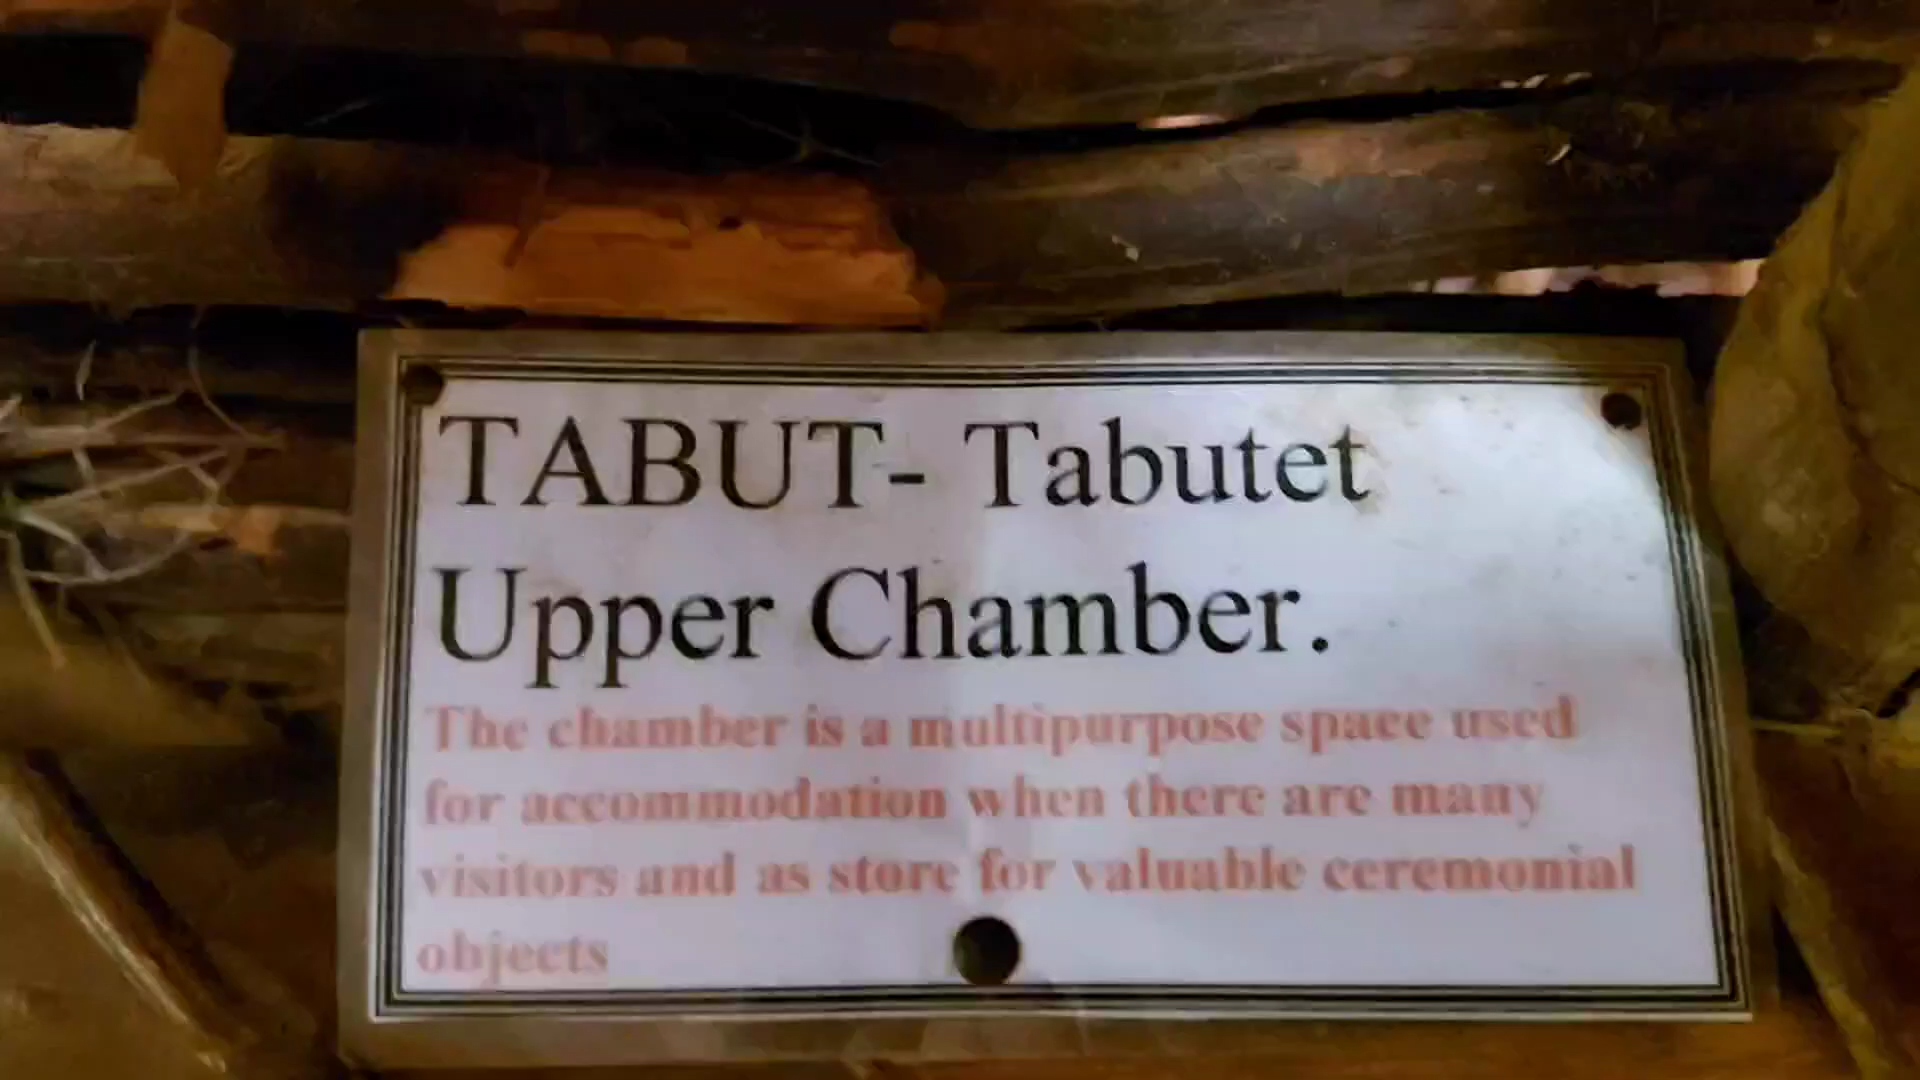 TABUT- Tabutet
Upper Chamber.
The chamber is a multipurpose space used
for accommodation when there are many
visitors and as store for valuable ceremonial
objects